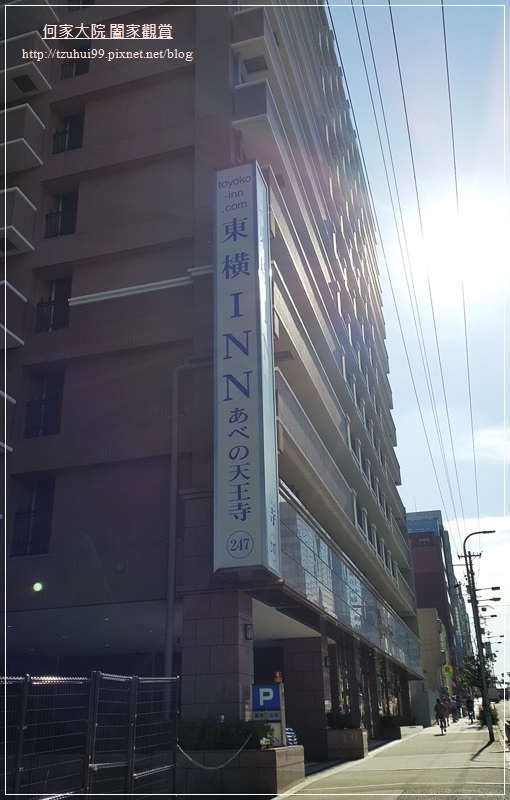 何家大院 闔家觀賞
http://tzuhui99.pixnet.net/blog
toyoko
-inn
.com
東横INNあべの天王寺
247
P